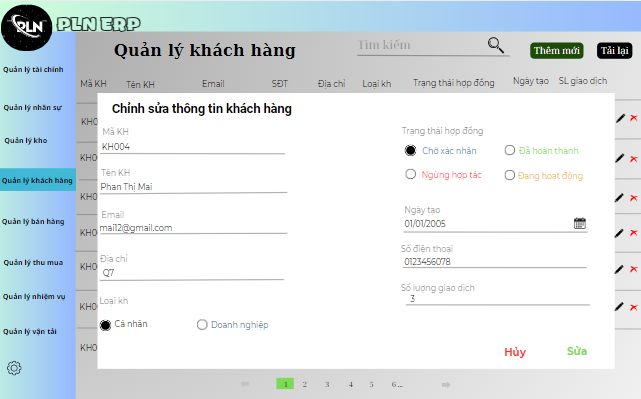 PLN
PLN ERP
Quản lý khách hàng
Tìm kiếm
Thêm mới
Tải lại
Quản lý tài chính
Quản lý nhân sự
Quản lý kho
Quản lý khách hàng
Quản lý bán hàng
Quản lý thu mua
Quản lý nhiệm vụ
Quản lý vận tải
Mã KH Tên KH Email SĐT Địa chỉ Loại kh Trạng thái hợp đồng Ngày tạo SL giao dịch
KH0
KH0
KH0
KH0
KH0
KH0
Chỉnh sửa thông tin khách hàng
Mã KH
KH004
Tên KH
Phan Thị Mai
Email
mai12@gmail.com
Địa chỉ
Q7
Loại kh
Cá nhân
Doanh nghiệp
Trạng thái hợp đồng
Chờ xác nhận
Đã hoàn thành
Ngừng hợp tác
Đang hoạt động
Ngày tạo
01/01/2005
Số điện thoại
0123456078
Số lượng giao dịch
3
Hủy
Sửa
1 2 3 4 5 6 ...